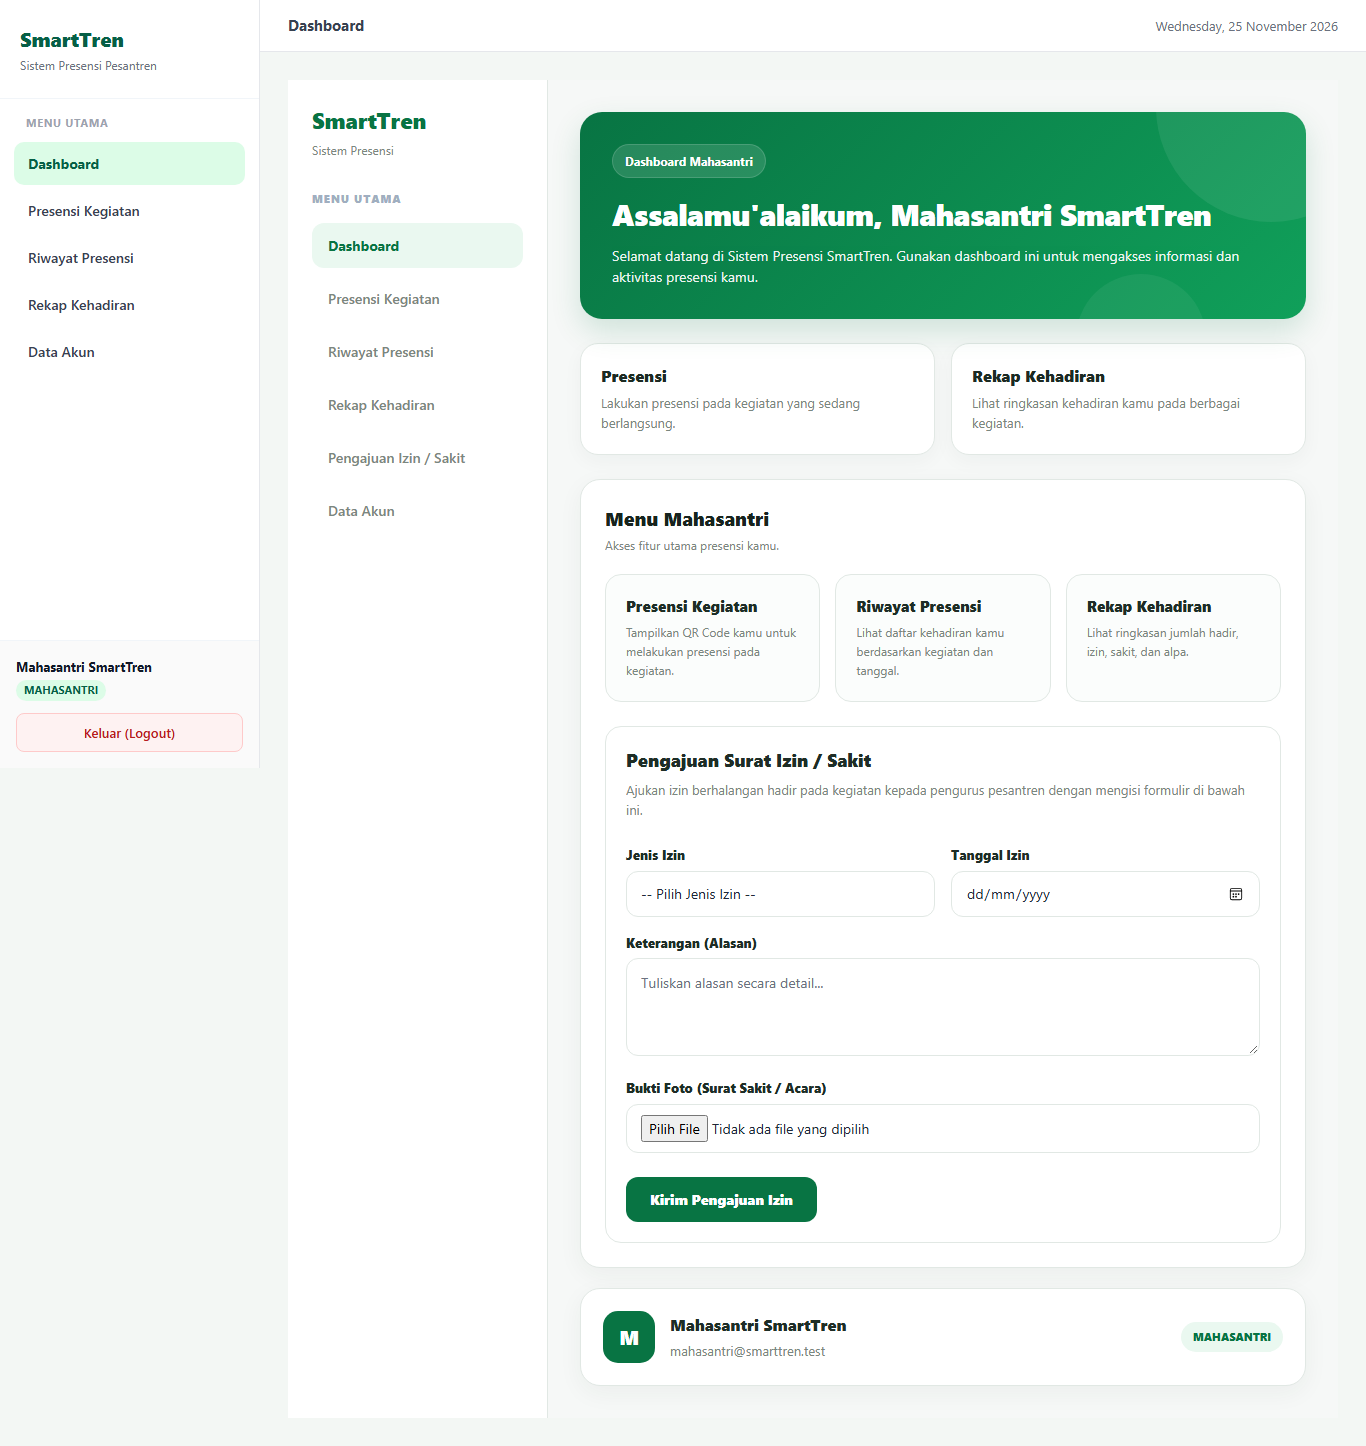 SmartTren
Sistem Presensi Pesantren
MENU UTAMA
Dashboard
Presensi Kegiatan
Riwayat Presensi
Rekap Kehadiran
Data Akun
Mahasantri SmartTren
MAHASANTRI
Keluar (Logout)
Dashboard
Wednesday, 25 November 2026
SmartTren
Sistem Presensi
MENU UTAMA
Dashboard
Presensi Kegiatan
Riwayat Presensi
Rekap Kehadiran
Pengajuan Izin / Sakit
Data Akun
Dashboard Mahasantri
Assalamu'alaikum, Mahasantri SmartTren
Selamat datang di Sistem Presensi SmartTren. Gunakan dashboard ini untuk mengakses informasi dan
aktivitas presensi kamu.
Presensi
Lakukan presensi pada kegiatan yang sedang
berlangsung.
Rekap Kehadiran
Lihat ringkasan kehadiran kamu pada berbagai
kegiatan.
Menu Mahasantri
Akses fitur utama presensi kamu.
Presensi Kegiatan
Tampilkan QR Code kamu untuk
melakukan presensi pada
kegiatan.
Riwayat Presensi
Lihat daftar kehadiran kamu
berdasarkan kegiatan dan
tanggal.
Rekap Kehadiran
Lihat ringkasan jumlah hadir,
izin, sakit, dan alpa.
Pengajuan Surat Izin / Sakit
Ajukan izin berhalangan hadir pada kegiatan kepada pengurus pesantren dengan mengisi formulir di bawah
ini.
Jenis Izin
-- Pilih Jenis Izin --
Tanggal Izin
dd/mm/yyyy
Keterangan (Alasan)
Tuliskan alasan secara detail...
Bukti Foto (Surat Sakit / Acara)
Pilih File Tidak ada file yang dipilih
Kirim Pengajuan Izin
M
Mahasantri SmartTren
mahasantri@smarttren.test
MAHASANTRI